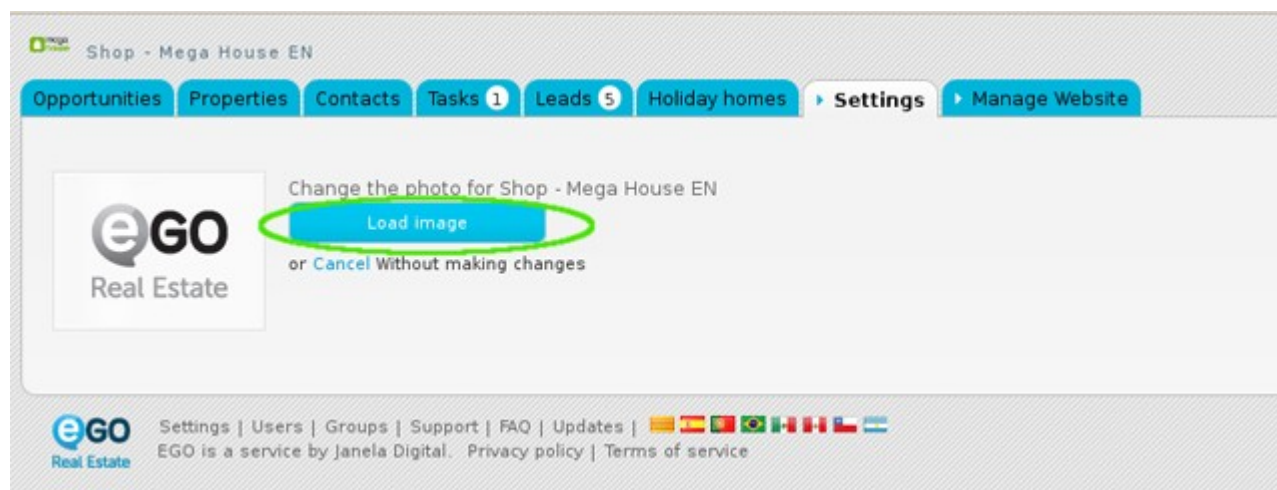 mega
house
Shop - Mega House EN
Opportunities Properties Contacts Tasks 1 Leads 5 Holiday homes Settings Manage Website
Change the photo for Shop - Mega House EN
Load image
or Cancel Without making changes
eGO
Real Estate
eGO
Real Estate
Settings | Users | Groups | Support | FAQ | Updates |
EGO is a service by Janela Digital. Privacy policy | Terms of service